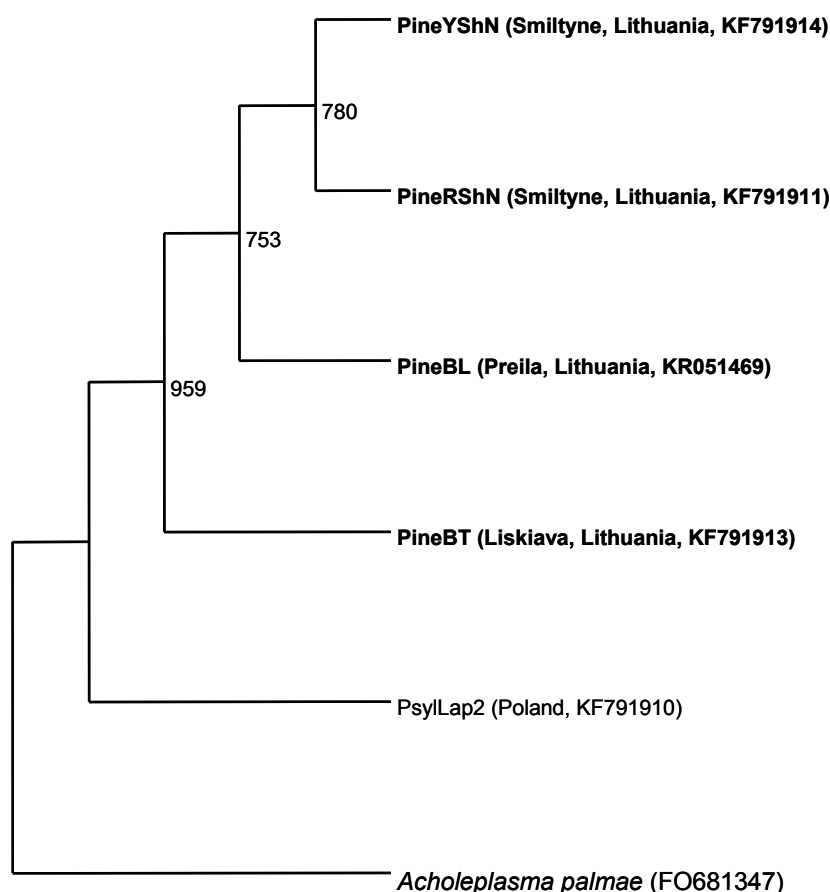 PineYShN (Smiltyne, Lithuania, KF791914)
780
PineRShN (Smiltyne, Lithuania, KF791911)
753
PineBL (Preila, Lithuania, KR051469)
959
PineBT (Liskiava, Lithuania, KF791913)
PsylLap2 (Poland, KF791910)
Acholeplasma palmae (FO681347)